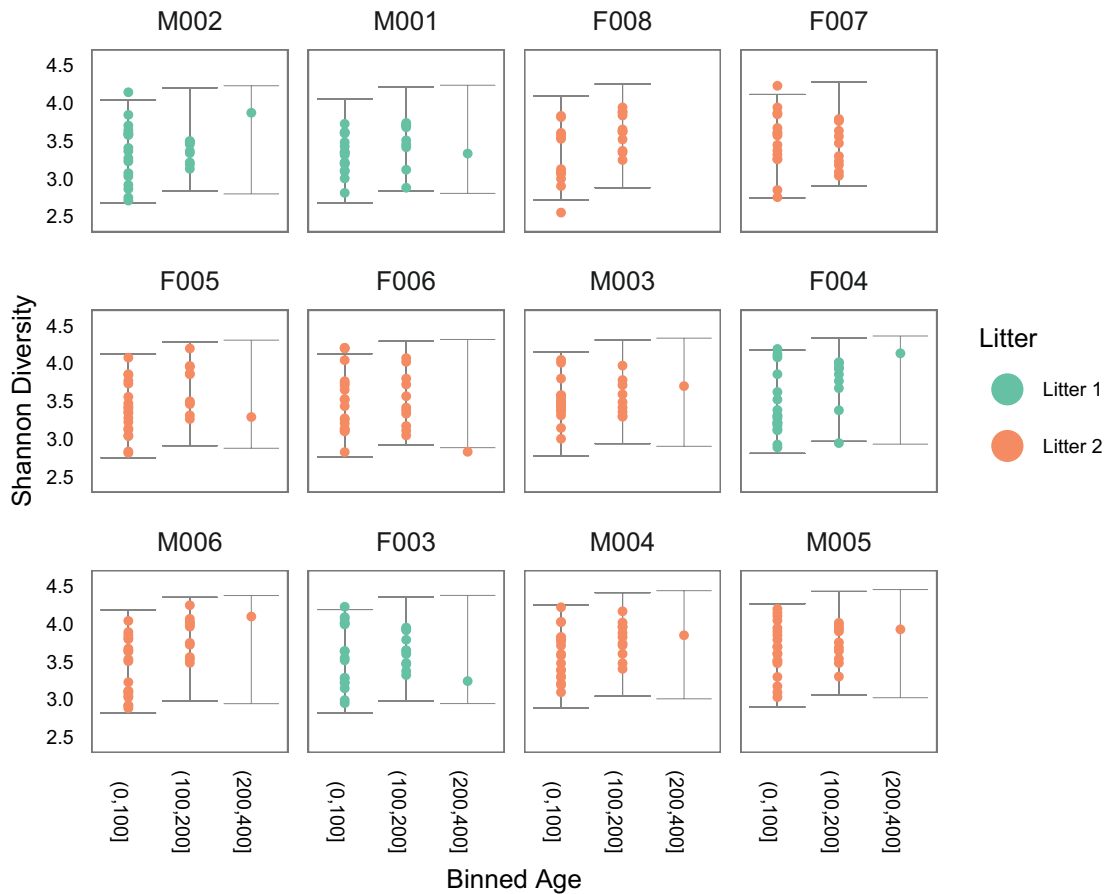 M002 M001 F008 F007
4.5
4.0
3.5
3.0
2.5
F005 F006 M003 F004
4.5
4.0
3.5
3.0
2.5
Shannon Diversity
Litter
Litter 1
Litter 2
M006 F003 M004 M005
4.5
4.0
3.5
3.0
2.5
(0,100] (100,200] (200,400] (0,100] (100,200] (200,400] (0,100] (100,200] (200,400] (0,100] (100,200] (200,400]
Binned Age